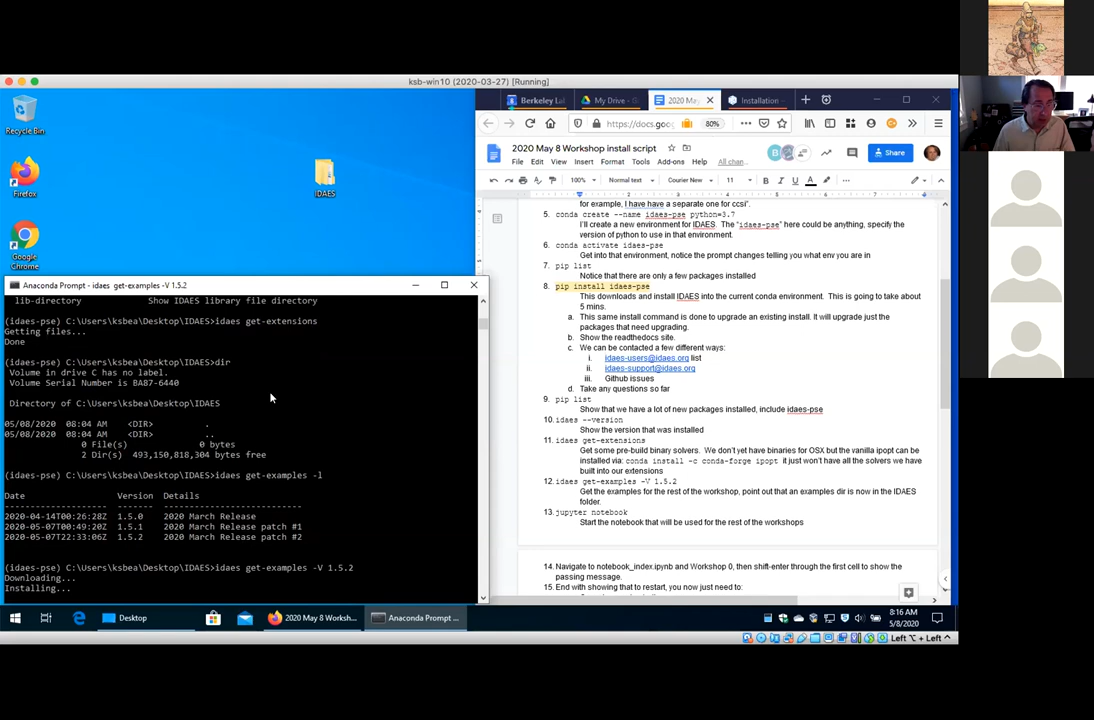 ksb-win10 (2020-03-27) [Running]
Recycle Bin
Firefox
Google
Chrome
IDAES
Berkeley La
My Drive - G
2020 May
Installation
https://docs.goo
80%
2020 May 8 Workshop install script
File Edit View Insert Format Tools Add-ons Help All chan
Share
100% Normal text Courier New 11
for example, I have have a separate one for ccsi".
5. conda create --name idaes-pse python=3.7
I'll create a new environment for IDAES. The "idaes-pse" here could be anything, specify the
version of python to use in that environment.
6. conda activate idaes-pse
Get into that environment, notice the prompt changes telling you what env you are in
7. pip list
Notice that there are only a few packages installed
8. pip install idaes-pse
This downloads and install IDAES into the current conda environment. This is going to take about
5 mins.
a. This same install command is done to upgrade an existing install. It will upgrade just the
packages that need upgrading.
b. Show the readthedocs site.
c. We can be contacted a few different ways:
i. idaes-users@idaes.org list
ii. idaes-support@idaes.org
iii. Github issues
d. Take any questions so far
9. pip list
Show that we have a lot of new packages installed, include idaes-pse
10. idaes --version
Show the version that was installed
11. idaes get-extensions
Get some pre-build binary solvers. We don't yet have binaries for OSX but the vanilla ipopt can be
installed via: conda install -c conda-forge ipopt it just won't have all the solvers we have
built into our extensions
12. idaes get-examples -V 1.5.2
Get the examples for the rest of the workshop, point out that an examples dir is now in the IDAES
folder.
13. jupyter notebook
Start the notebook that will be used for the rest of the workshops
14. Navigate to notebook_index.ipynb and Workshop 0, then shift-enter through the first cell to show the
passing message.
15. End with showing that to restart, you now just need to:
Anaconda Prompt - idaes get-examples -V 1.5.2
lib-directory Show IDAES library file directory
(idaes-pse) C:\Users\ksbea\Desktop\IDAES>idaes get-extensions
Getting files...
Done
(idaes-pse) C:\Users\ksbea\Desktop\IDAES>dir
Volume in drive C has no label.
Volume Serial Number is BA87-6440
Directory of C:\Users\ksbea\Desktop\IDAES
05/08/2020 08:04 AM <DIR> .
05/08/2020 08:04 AM <DIR> ..
0 File(s) 0 bytes
2 Dir(s) 493,150,818,304 bytes free
(idaes-pse) C:\Users\ksbea\Desktop\IDAES>idaes get-examples -l
Date Version Details
2020-04-14T00:26:28Z 1.5.0 2020 March Release
2020-05-07T00:49:20Z 1.5.1 2020 March Release patch #1
2020-05-07T22:33:06Z 1.5.2 2020 March Release patch #2
(idaes-pse) C:\Users\ksbea\Desktop\IDAES>idaes get-examples -V 1.5.2
Downloading...
Installing...
Desktop
2020 May 8 Worksh...
Anaconda Prompt ...
8:16 AM
5/8/2020
Left ⌥ + Left ^